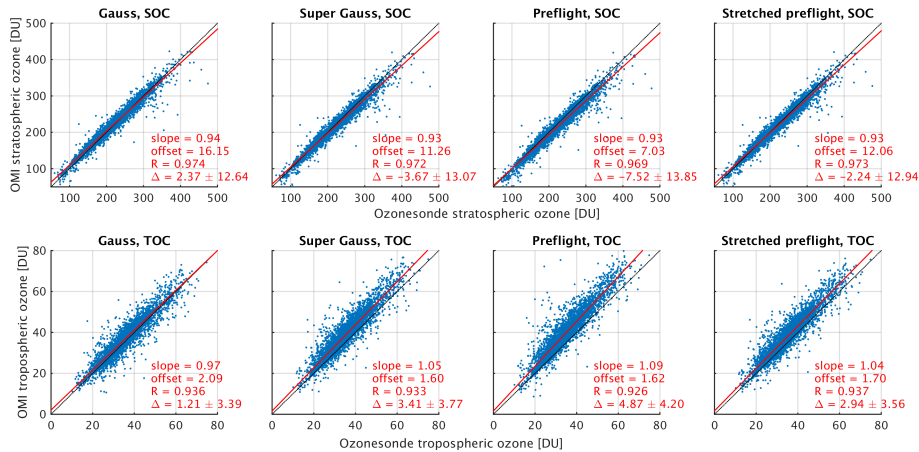 Gauss, SOC
Super Gauss, SOC
Preflight, SOC
Stretched preflight, SOC
OMI stratospheric ozone [DU]
500
400
300
200
100
slope = 0.94
offset = 16.15
R = 0.974
Δ = 2.37 ± 12.64
slope = 0.93
offset = 11.26
R = 0.972
Δ = −3.67 ± 13.07
slope = 0.93
offset = 7.03
R = 0.969
Δ = −7.52 ± 13.85
slope = 0.93
offset = 12.06
R = 0.973
Δ = −2.24 ± 12.94
100 200 300 400 500
100 200 300 400 500
100 200 300 400 500
100 200 300 400 500
Ozonesonde stratospheric ozone [DU]
Gauss, TOC
Super Gauss, TOC
Preflight, TOC
Stretched preflight, TOC
OMI tropospheric ozone [DU]
80
60
40
20
0
slope = 0.97
offset = 2.09
R = 0.936
Δ = 1.21 ± 3.39
slope = 1.05
offset = 1.60
R = 0.933
Δ = 3.41 ± 3.77
slope = 1.09
offset = 1.62
R = 0.926
Δ = 4.87 ± 4.20
slope = 1.04
offset = 1.70
R = 0.937
Δ = 2.94 ± 3.56
0 20 40 60 80
0 20 40 60 80
0 20 40 60 80
0 20 40 60 80
Ozonesonde tropospheric ozone [DU]